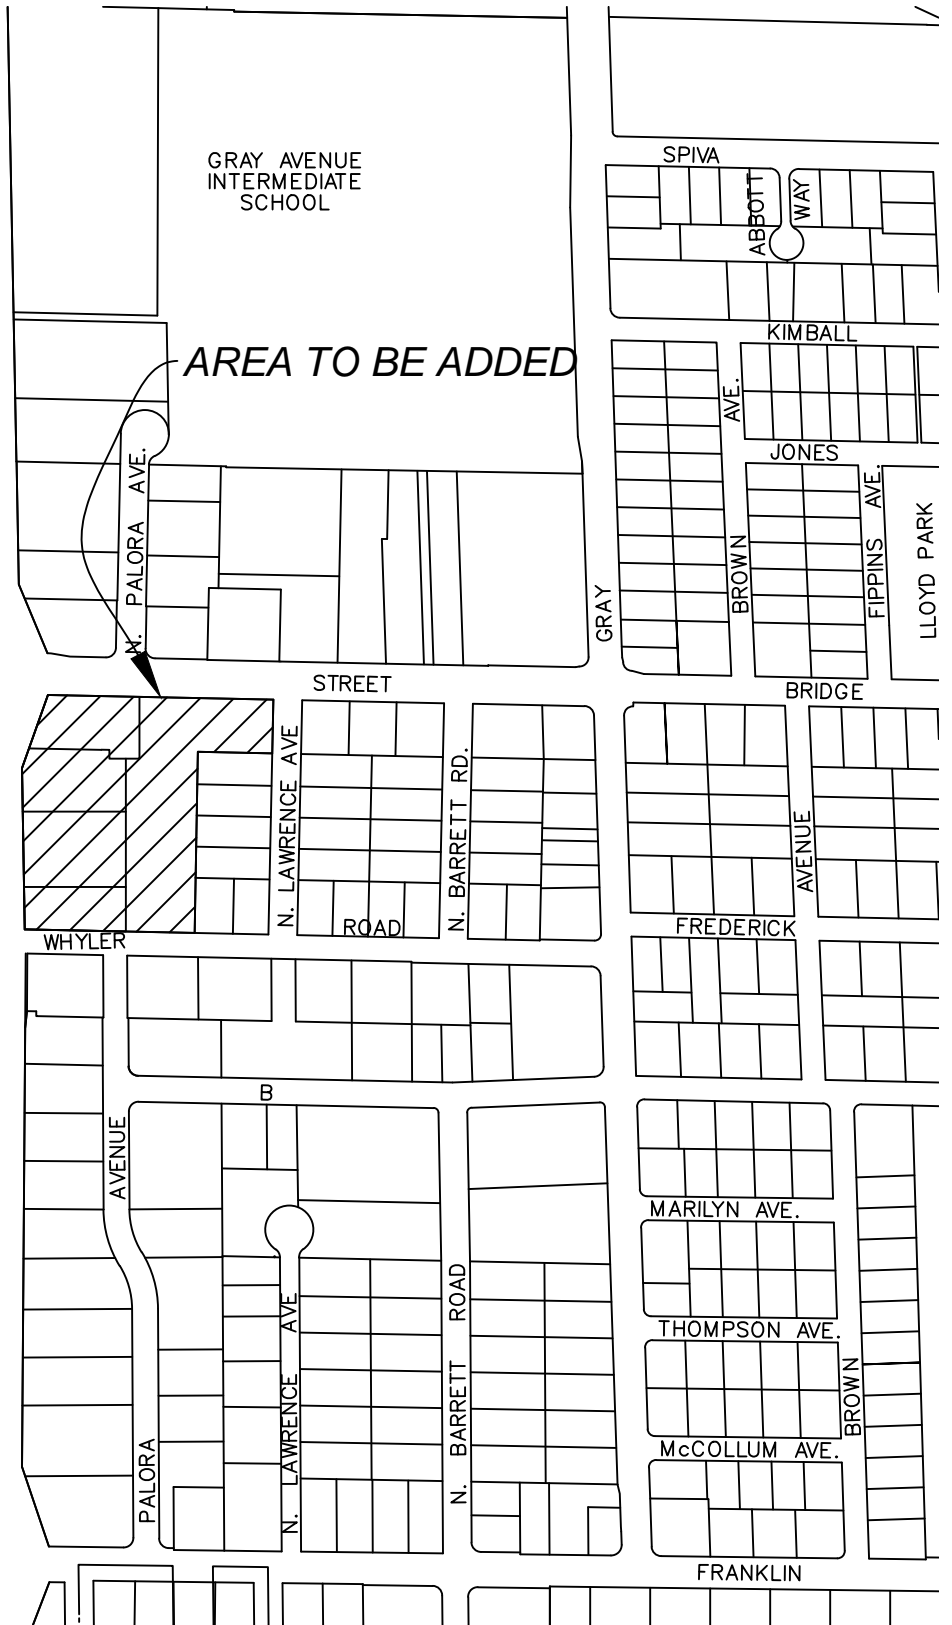 SPIVA
GRAY AVENUE
INTERMEDIATE
SCHOOL
ABBOTT
WAY
KIMBALL
AREA TO BE ADDED
AVE.
JONES
N. PALORA AVE.
BROWN
FIPPINS AVE.
LLOYD PARK
GRAY
STREET
BRIDGE
N. LAWRENCE AVE
N. BARRETT RD.
AVENUE
WHYLER
ROAD
FREDERICK
B
AVENUE
MARILYN AVE.
N. LAWRENCE AVE
N. BARRETT ROAD
THOMPSON AVE.
BROWN
PALORA
McCOLLUM AVE.
FRANKLIN